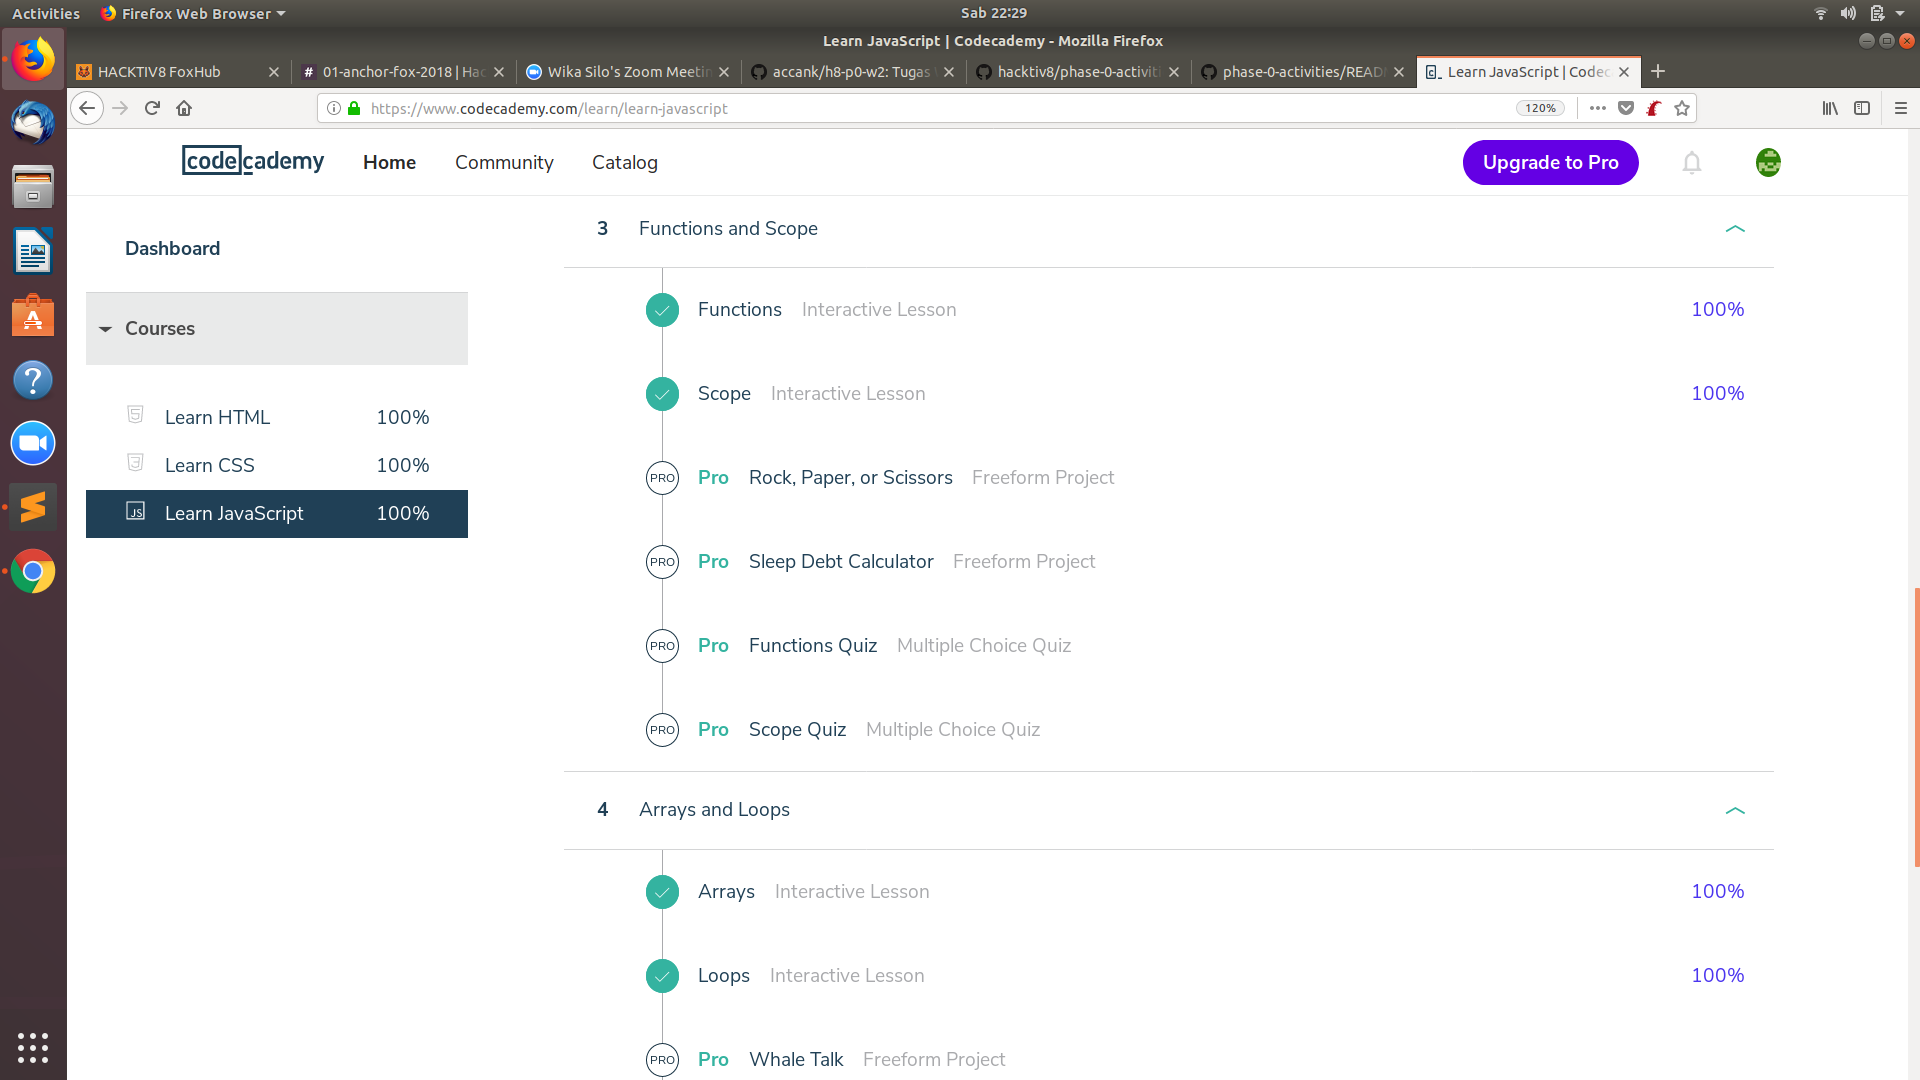 Activities
Firefox Web Browser
Sab 22:29
Learn JavaScript | Codecademy - Mozilla Firefox
HACKTIV8 FoxHub
01-anchor-fox-2018 | Hac
Wika Silo's Zoom Meetin
accank/h8-p0-w2: Tugas
hacktiv8/phase-0-activiti
phase-0-activities/READ
Learn JavaScript | Codec
https://www.codecademy.com/learn/learn-javascript
120%
codecademy
Home
Community
Catalog
Upgrade to Pro
Dashboard
Courses
Learn HTML 100%
Learn CSS 100%
JS Learn JavaScript 100%
3 Functions and Scope
Functions Interactive Lesson 100%
Scope Interactive Lesson 100%
PRO Pro Rock, Paper, or Scissors Freeform Project
PRO Pro Sleep Debt Calculator Freeform Project
PRO Pro Functions Quiz Multiple Choice Quiz
PRO Pro Scope Quiz Multiple Choice Quiz
4 Arrays and Loops
Arrays Interactive Lesson 100%
Loops Interactive Lesson 100%
PRO Pro Whale Talk Freeform Project